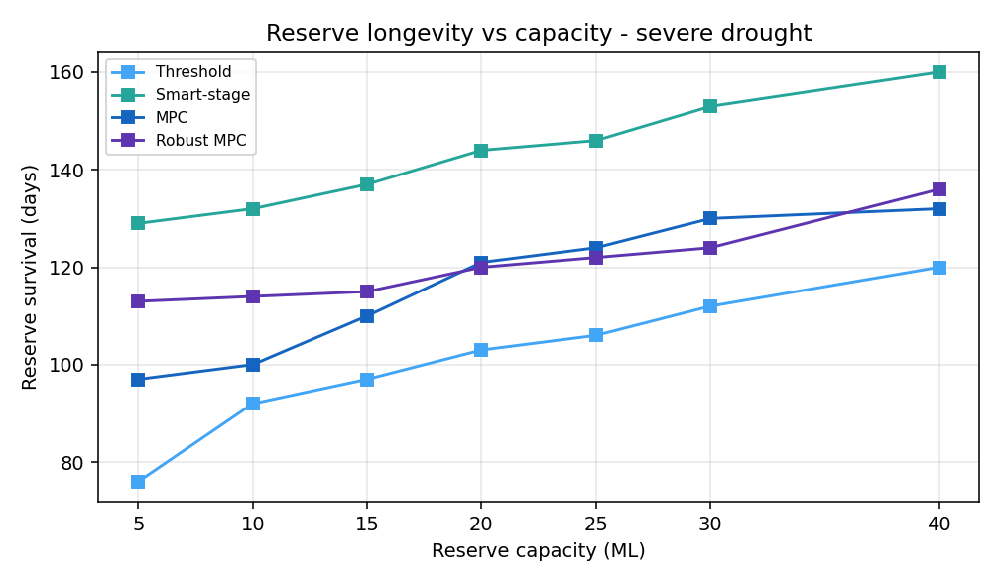 Reserve longevity vs capacity - severe drought
Threshold
Smart-stage
MPC
Robust MPC
Reserve survival (days)
160
140
120
100
80
5 10 15 20 25 30 40
Reserve capacity (ML)